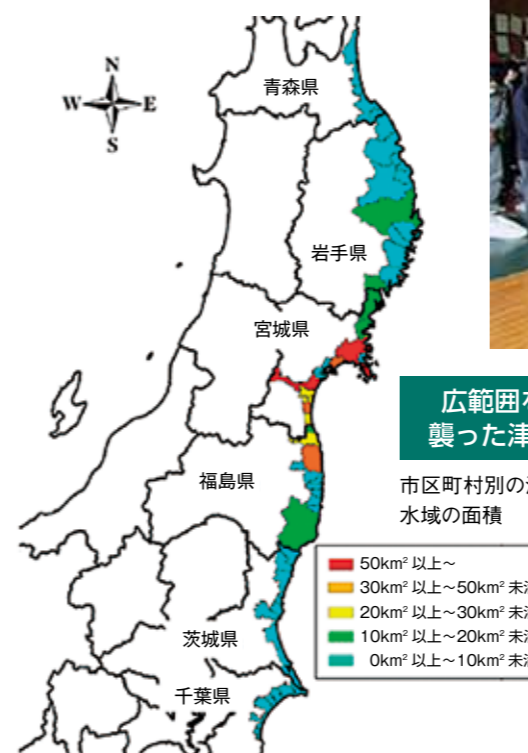 N
W E
S
青森県
岩手県
宮城県
福島県
茨城県
千葉県
広範囲
襲った津
市区町村別の
水域の面積
50km² 以上～
30km² 以上～50km² 未
20km² 以上～30km² 未
10km² 以上～20km² 未
0km² 以上～10km² 未